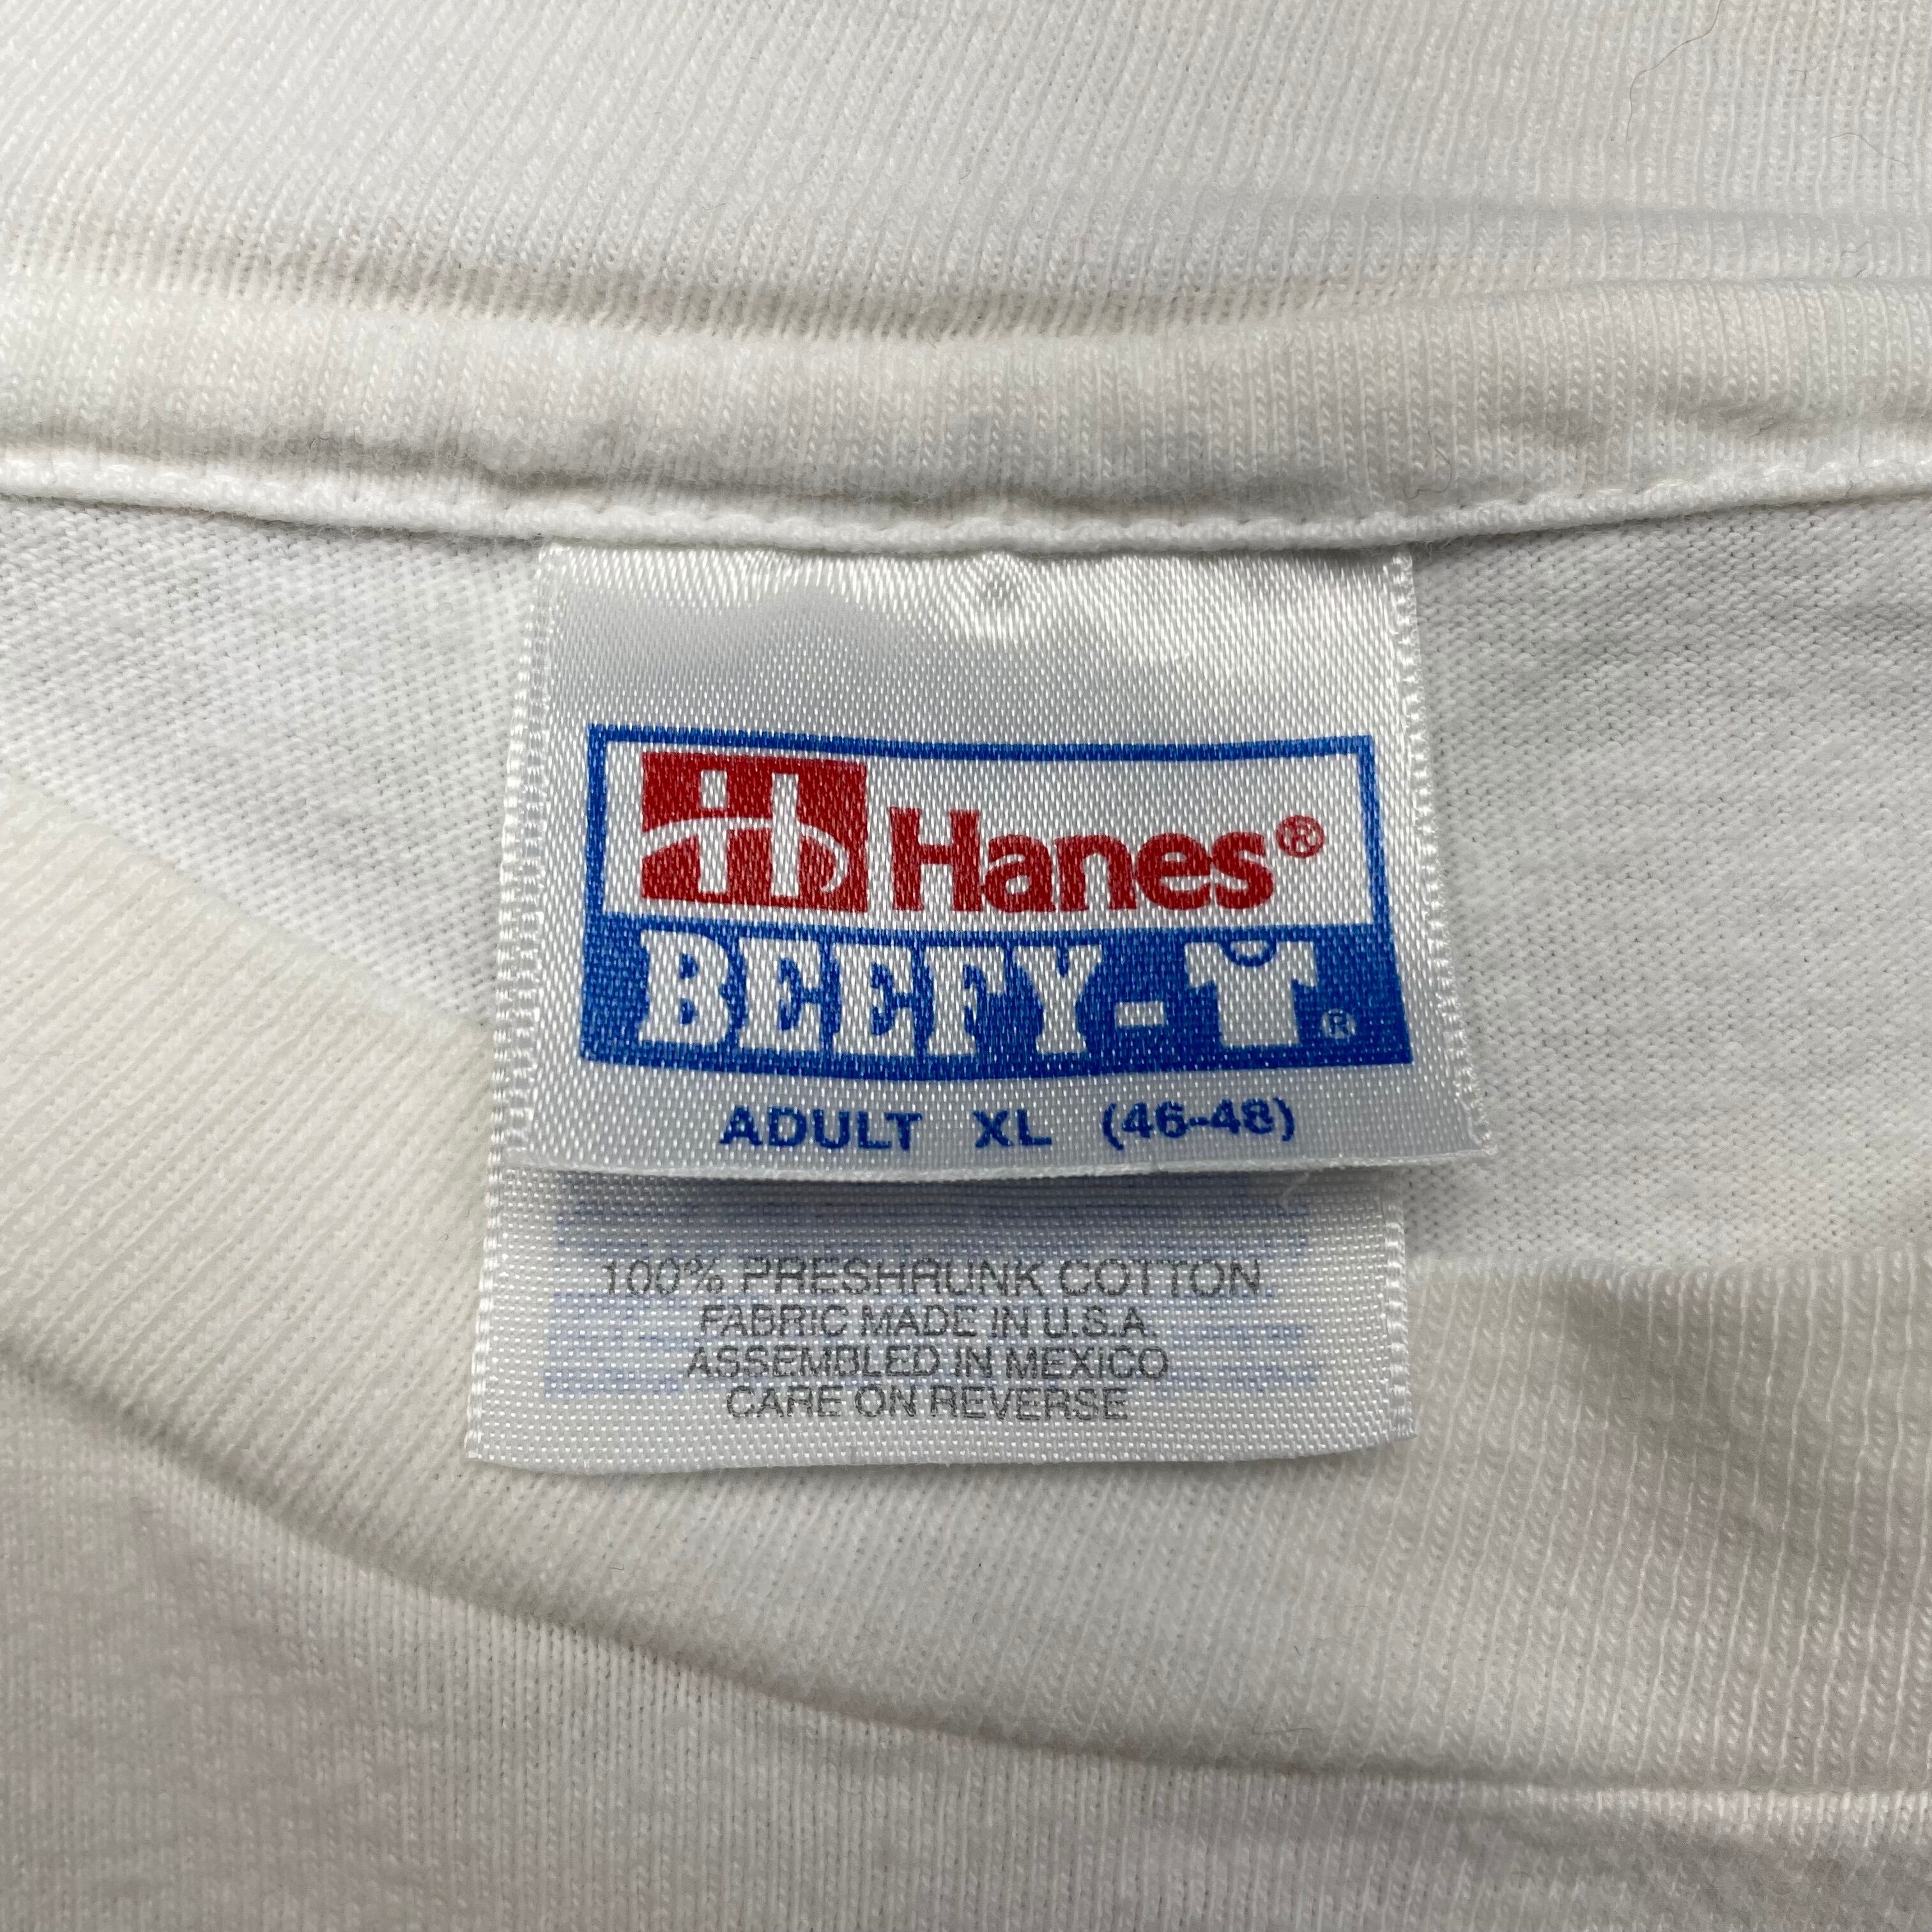 Hanes®
BEEFY-T®
ADULT XL (46-48)
100% PRESHRUNK COTTON
FABRIC MADE IN U.S.A.
ASSEMBLED IN MEXICO
CARE ON REVERSE